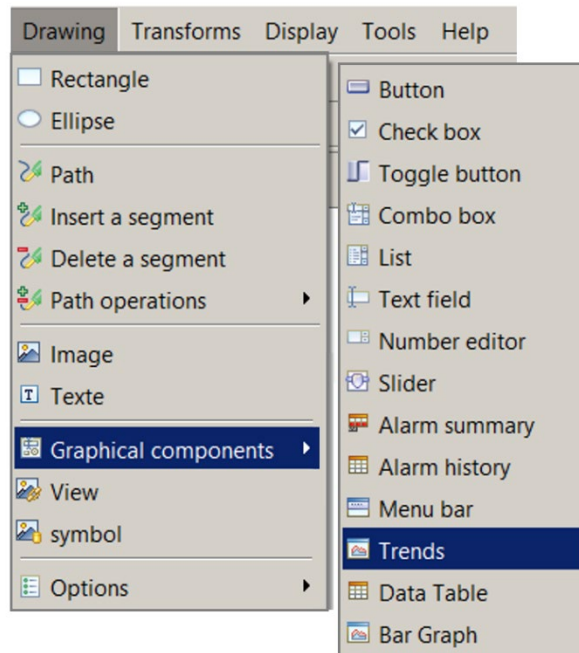 Drawing Transforms Display Tools Help
Rectangle
Ellipse
Path
Insert a segment
Delete a segment
Path operations
Image
T Texte
Graphical components
View
symbol
Options
Button
Check box
Toggle button
Combo box
List
Text field
Number editor
Slider
Alarm summary
Alarm history
Menu bar
Trends
Data Table
Bar Graph